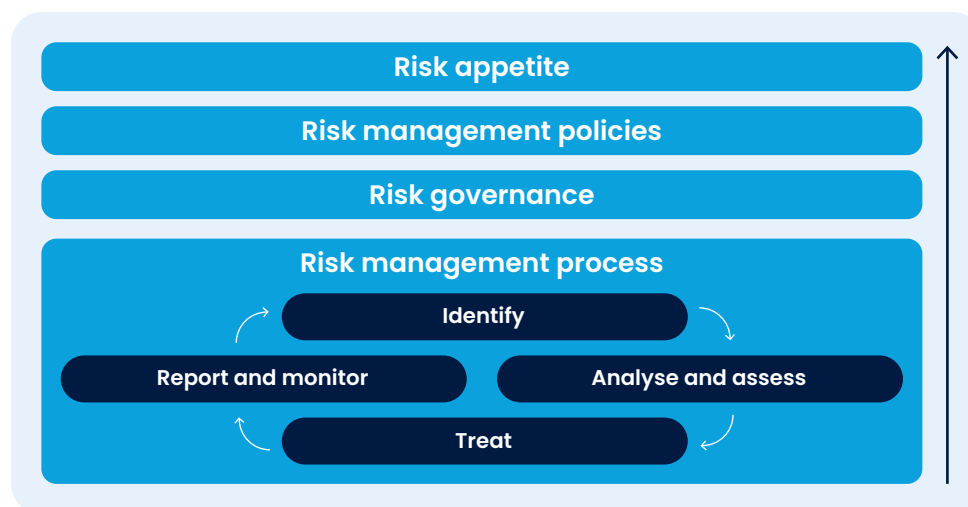 Risk appetite
Risk management policies
Risk governance
Risk management process
Identify
Report and monitor
Analyse and assess
Treat